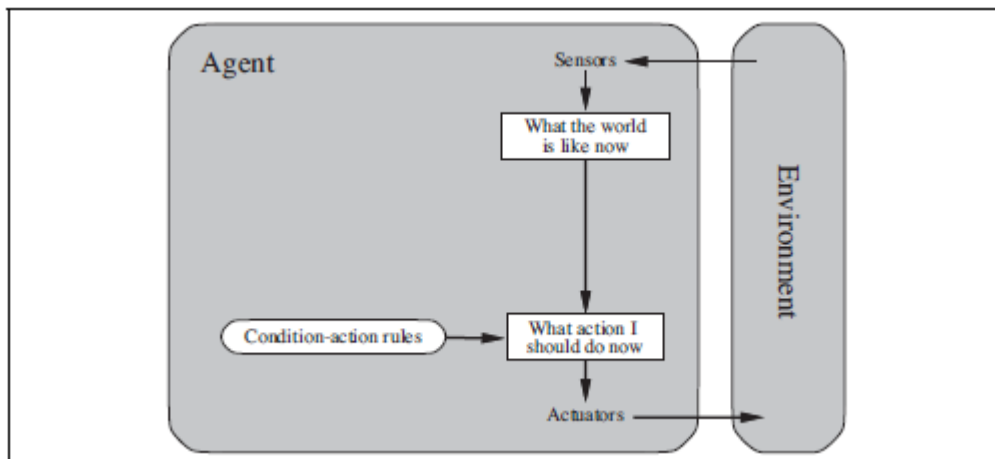 Agent
Sensors
What the world
is like now
Environment
Condition-action rules
What action I
should do now
Actuators